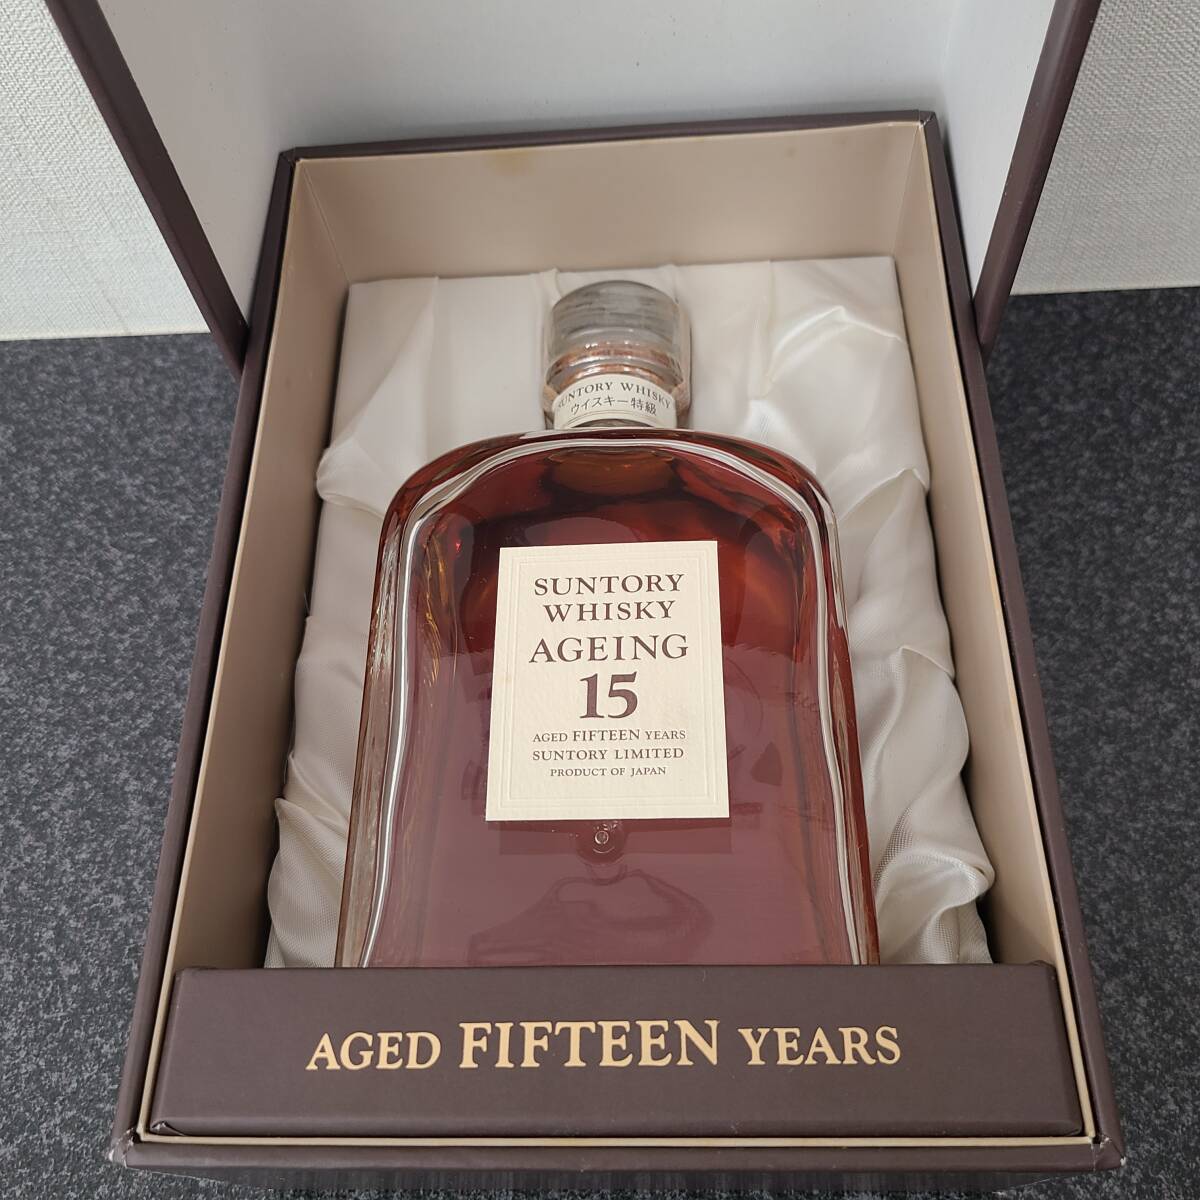 SUNTORY WHISKY
ウイスキー特級
SUNTORY
WHISKY
AGEING
15
AGED FIFTEEN YEARS
SUNTORY LIMITED
PRODUCT OF JAPAN
AGED FIFTEEN YEARS